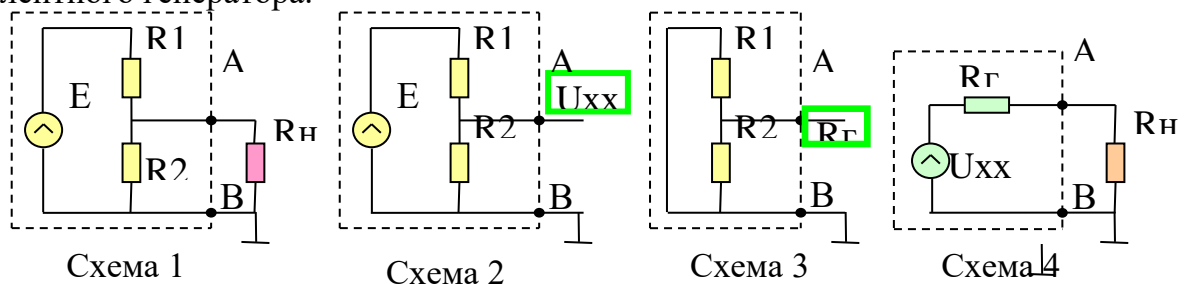 лентного генератора.
R1
A
E
R2
Rн
B
Схема 1
R1
A
E
Uxx
R2
B
Схема 2
R1
A
R2
Rг
B
Схема 3
A
Rг
Rн
Uxx
B
Схема 4